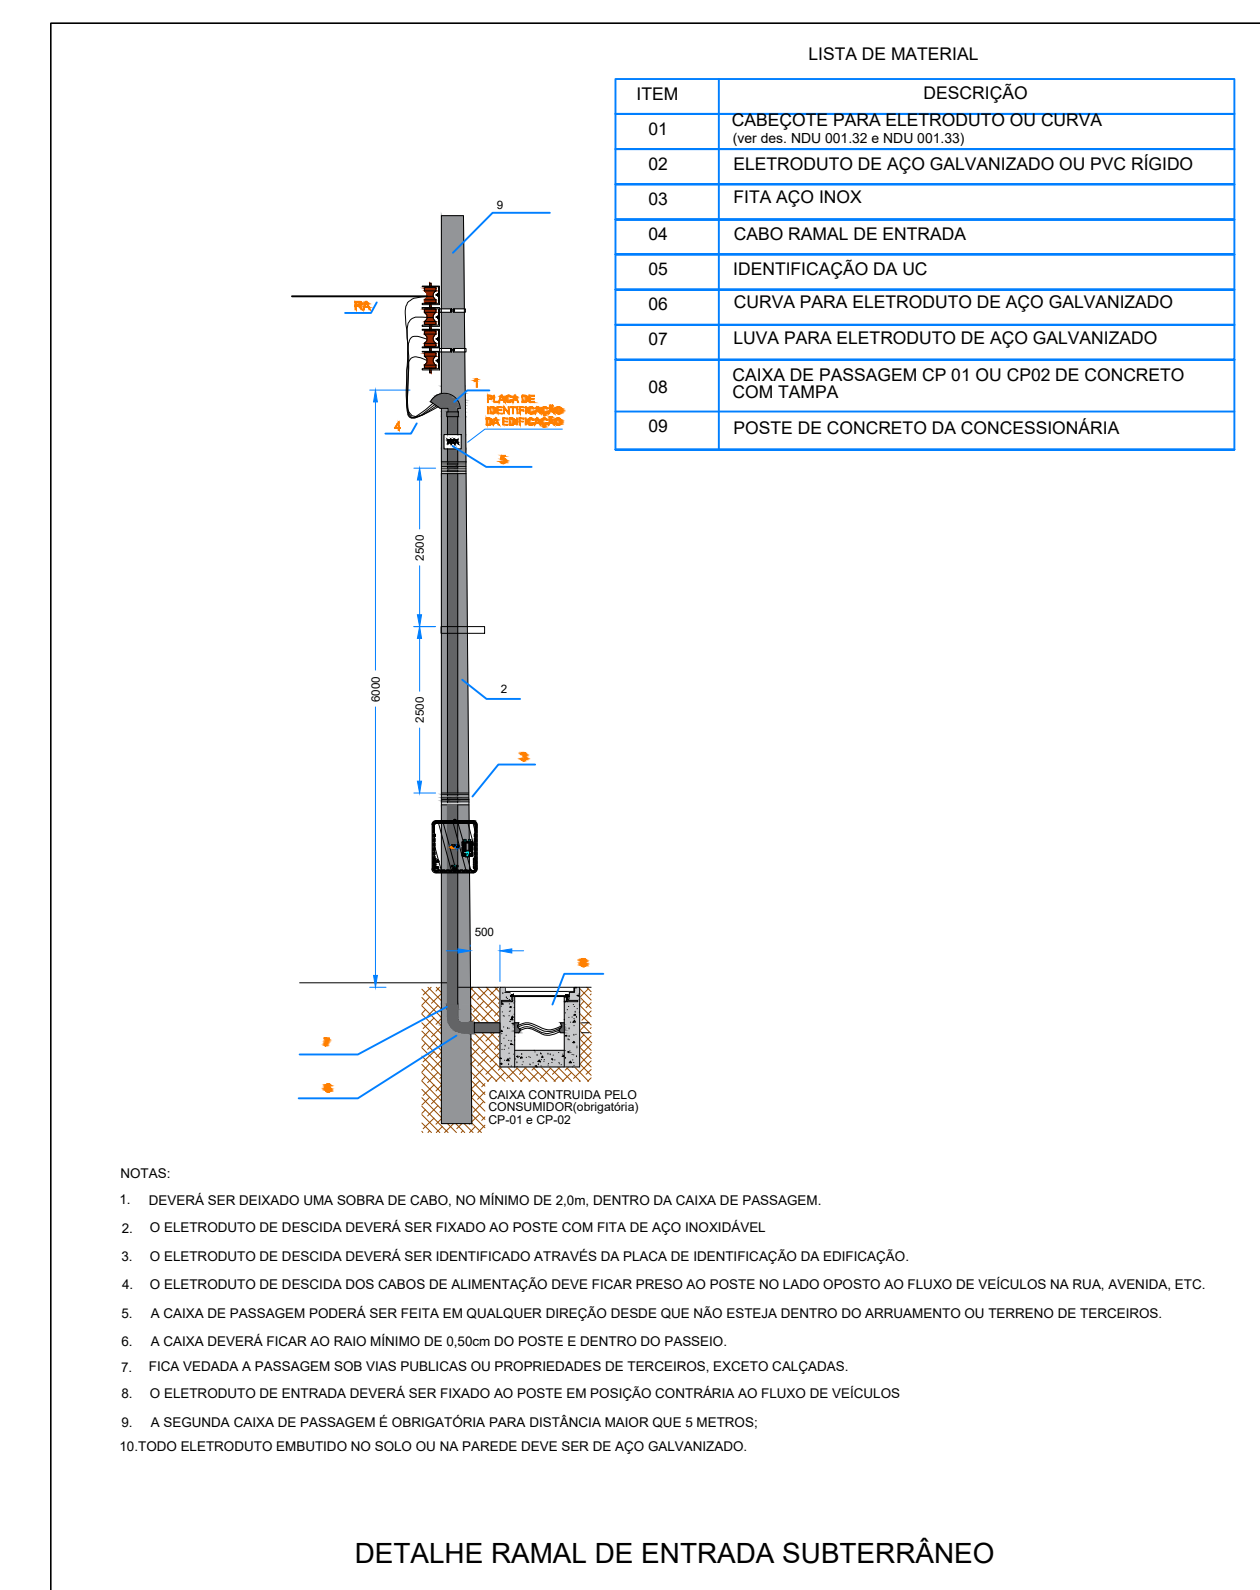 LISTA DE MATERIAL
ITEM DESCRIÇÃO
01 CABEÇOTE PARA ELETRODUTO OU CURVA
(ver des. NDU 001.32 e NDU 001.33)
02 ELETRODUTO DE AÇO GALVANIZADO OU PVC RÍGIDO
03 FITA AÇO INOX
04 CABO RAMAL DE ENTRADA
05 IDENTIFICAÇÃO DA UC
06 CURVA PARA ELETRODUTO DE AÇO GALVANIZADO
07 LUVA PARA ELETRODUTO DE AÇO GALVANIZADO
08 CAIXA DE PASSAGEM CP 01 OU CP02 DE CONCRETO
COM TAMPA
09 POSTE DE CONCRETO DA CONCESSIONÁRIA
9
RA
1
PLACA DE
IDENTIFICAÇÃO
DA EDIFICAÇÃO
4
5
2500
6000
2500
2
3
500
8
7
6
CAIXA CONTRUIDA PELO
CONSUMIDOR(obrigatória)
CP-01 e CP-02
NOTAS:
1. DEVERÁ SER DEIXADO UMA SOBRA DE CABO, NO MÍNIMO DE 2,0m, DENTRO DA CAIXA DE PASSAGEM.
2. O ELETRODUTO DE DESCIDA DEVERÁ SER FIXADO AO POSTE COM FITA DE AÇO INOXIDÁVEL
3. O ELETRODUTO DE DESCIDA DEVERÁ SER IDENTIFICADO ATRAVÉS DA PLACA DE IDENTIFICAÇÃO DA EDIFICAÇÃO.
4. O ELETRODUTO DE DESCIDA DOS CABOS DE ALIMENTAÇÃO DEVE FICAR PRESO AO POSTE NO LADO OPOSTO AO FLUXO DE VEÍCULOS NA RUA, AVENIDA, ETC.
5. A CAIXA DE PASSAGEM PODERÁ SER FEITA EM QUALQUER DIREÇÃO DESDE QUE NÃO ESTEJA DENTRO DO ARRUAMENTO OU TERRENO DE TERCEIROS.
6. A CAIXA DEVERÁ FICAR AO RAIO MÍNIMO DE 0,50cm DO POSTE E DENTRO DO PASSEIO.
7. FICA VEDADA A PASSAGEM SOB VIAS PUBLICAS OU PROPRIEDADES DE TERCEIROS, EXCETO CALÇADAS.
8. O ELETRODUTO DE ENTRADA DEVERÁ SER FIXADO AO POSTE EM POSIÇÃO CONTRÁRIA AO FLUXO DE VEÍCULOS
9. A SEGUNDA CAIXA DE PASSAGEM É OBRIGATÓRIA PARA DISTÂNCIA MAIOR QUE 5 METROS;
10.TODO ELETRODUTO EMBUTIDO NO SOLO OU NA PAREDE DEVE SER DE AÇO GALVANIZADO.
DETALHE RAMAL DE ENTRADA SUBTERRÂNEO